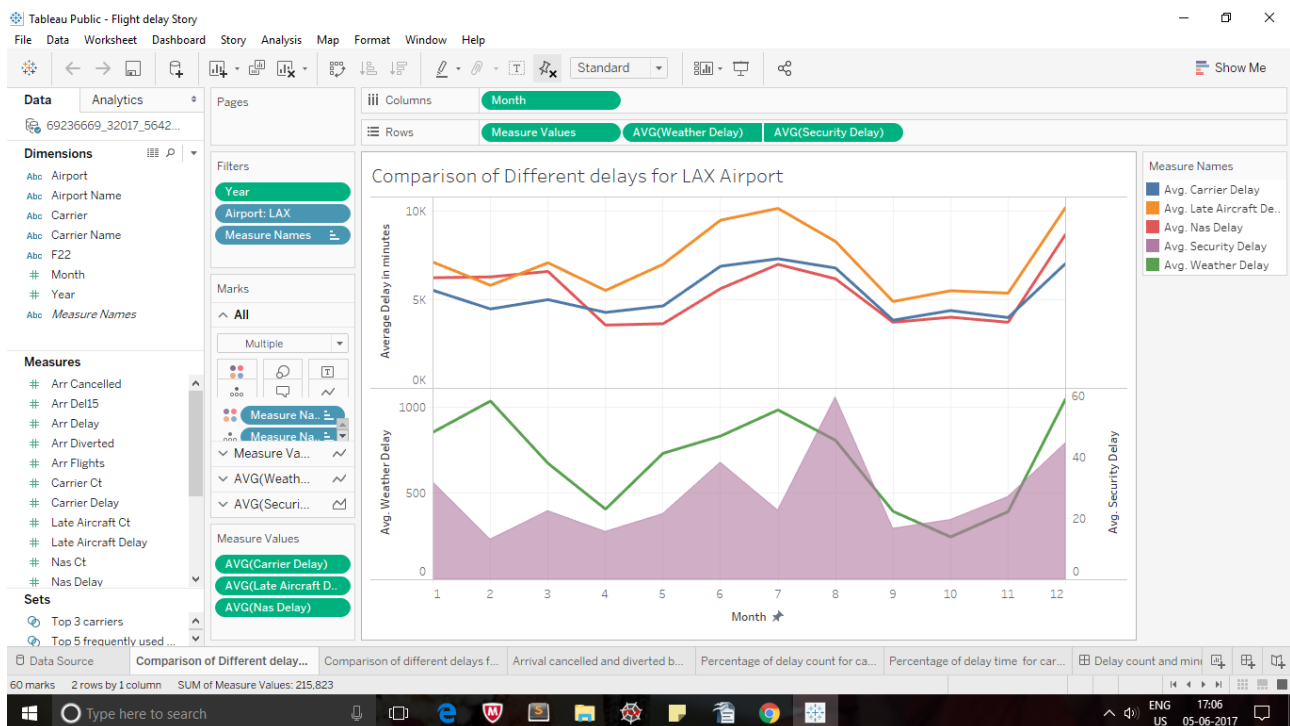 Tableau Public - Flight delay Story
File Data Worksheet Dashboard Story Analysis Map Format Window Help
Standard
Show Me
Data Analytics
69236669_32017_5642...
Dimensions
Abc Airport
Abc Airport Name
Abc Carrier
Abc Carrier Name
Abc F22
# Month
# Year
Abc Measure Names
Measures
# Arr Cancelled
# Arr Del15
# Arr Delay
# Arr Diverted
# Arr Flights
# Carrier Ct
# Carrier Delay
# Late Aircraft Ct
# Late Aircraft Delay
# Nas Ct
# Nas Delay
Sets
Top 3 carriers
Top 5 frequently used ...
Pages
Filters
Year
Airport: LAX
Measure Names
Marks
All
Multiple
T
Measure Na..
Measure Na..
Measure Va...
AVG(Weath...
AVG(Securi...
Measure Values
AVG(Carrier Delay)
AVG(Late Aircraft D..
AVG(Nas Delay)
Columns Month
Rows Measure Values AVG(Weather Delay) AVG(Security Delay)
Comparison of Different delays for LAX Airport
Average Delay in minutes
10K
5K
0K
Avg. Weather Delay
1000
500
0
60
40
20
0
Avg. Security Delay
1 2 3 4 5 6 7 8 9 10 11 12
Month
Measure Names
Avg. Carrier Delay
Avg. Late Aircraft De..
Avg. Nas Delay
Avg. Security Delay
Avg. Weather Delay
Data Source Comparison of Different delay... Comparison of different delays f... Arrival cancelled and diverted b... Percentage of delay count for ca... Percentage of delay time for car... Delay count and min
60 marks 2 rows by 1 column SUM of Measure Values: 215,823
Type here to search
ENG
US
17:06
05-06-2017